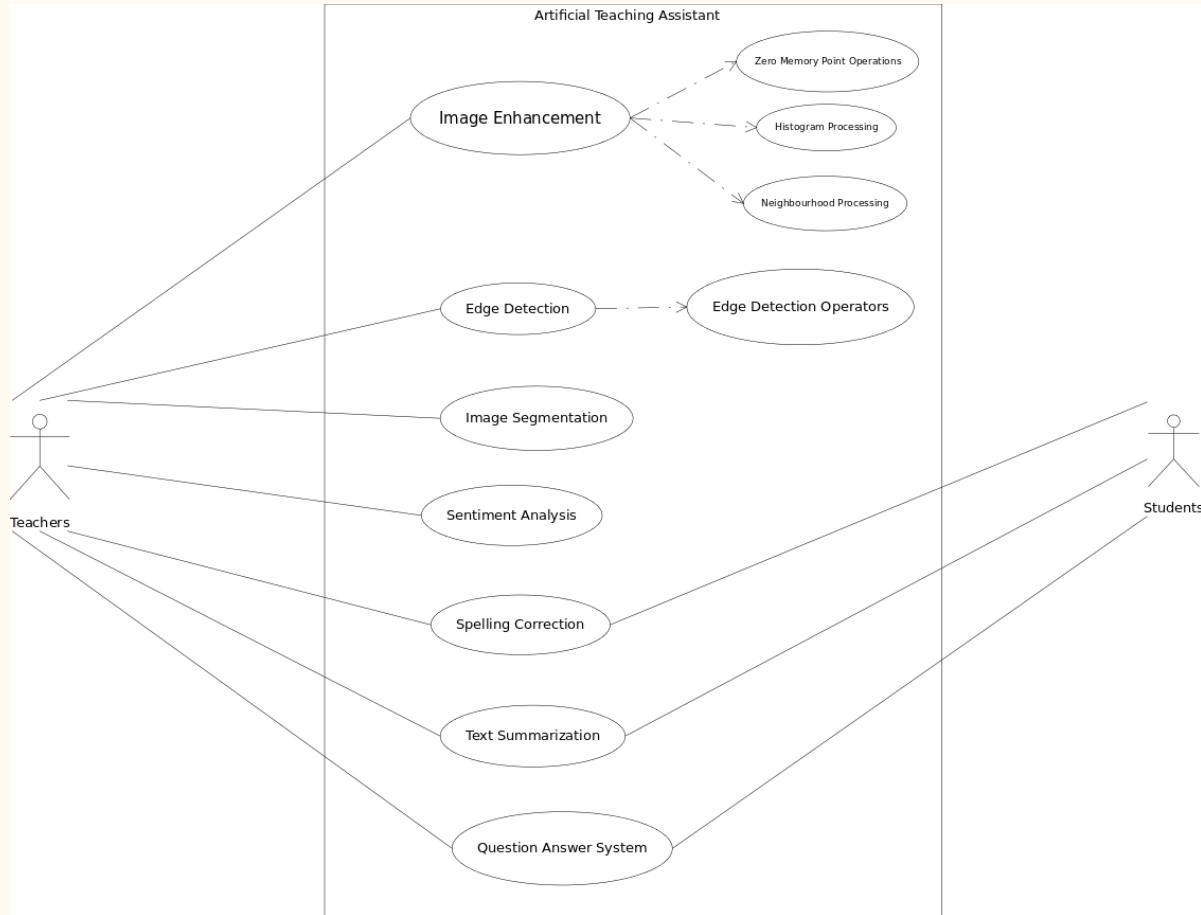 Artificial Teaching Assistant
Zero Memory Point Operations
Image Enhancement
Histogram Processing
Neighbourhood Processing
Edge Detection
Edge Detection Operators
Image Segmentation
Teachers
Students
Sentiment Analysis
Spelling Correction
Text Summarization
Question Answer System